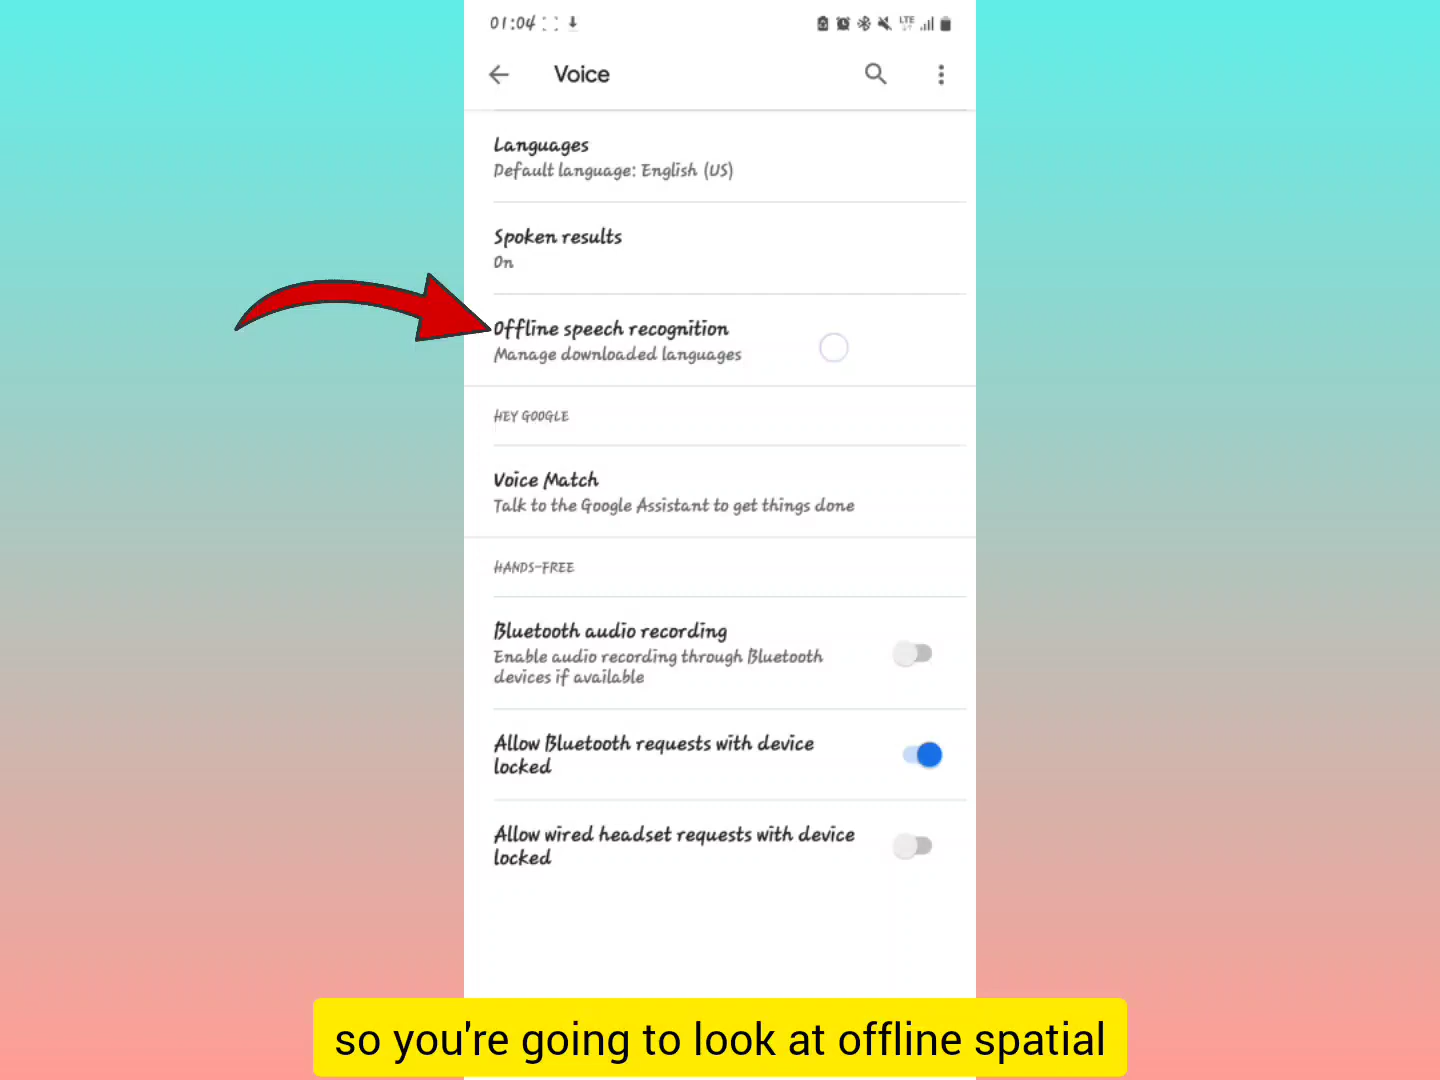 01:04
LTE
Voice
Languages
Default language: English (US)
Spoken results
On
Offline speech recognition
Manage downloaded languages
HEY GOOGLE
Voice Match
Talk to the Google Assistant to get things done
HANDS-FREE
Bluetooth audio recording
Enable audio recording through Bluetooth
devices if available
Allow Bluetooth requests with device
locked
Allow wired headset requests with device
locked
so you're going to look at offline spatial